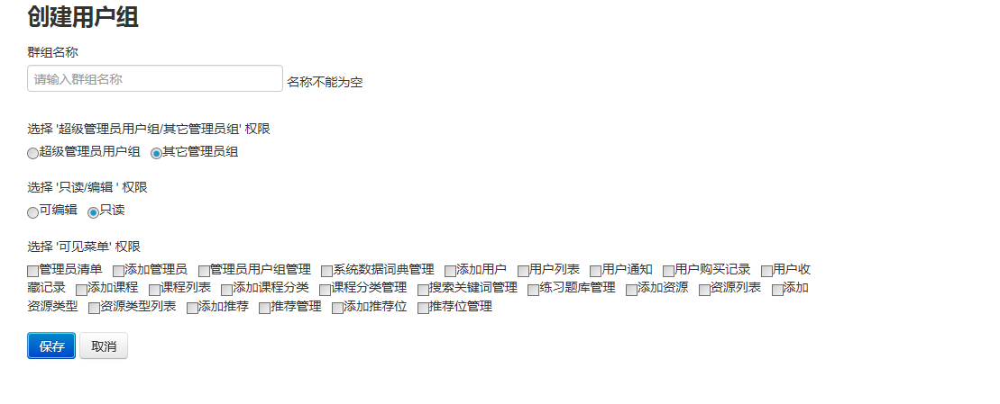 创建用户组
群组名称
请输入群组名称 名称不能为空
选择 '超级管理员用户组/其它管理员组' 权限
超级管理员用户组 其它管理员组
选择 '只读/编辑 ' 权限
可编辑 只读
选择 '可见菜单' 权限
管理员清单 添加管理员 管理员用户组管理 系统数据词典管理 添加用户 用户列表 用户通知 用户购买记录 用户收
藏记录 添加课程 课程列表 添加课程分类 课程分类管理 搜索关键词管理 练习题库管理 添加资源 资源列表 添加
资源类型 资源类型列表 添加推荐 推荐管理 添加推荐位 推荐位管理
保存 取消